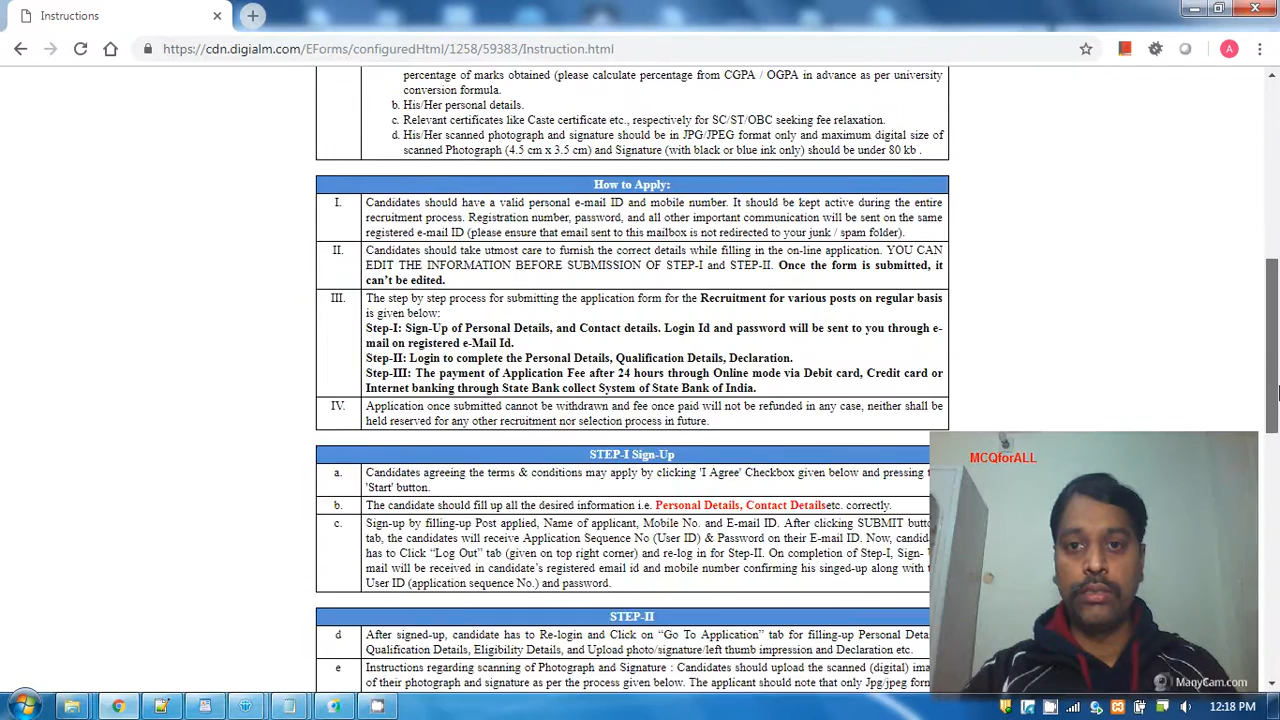 Instructions
https://cdn.digialm.com/EForms/configuredHtml/1258/59383/Instruction.html
A
percentage of marks obtained (please calculate percentage from CGPA / OGPA in advance as per university
conversion formula.
b. His/Her personal details.
c. Relevant certificates like Caste certificate etc., respectively for SC/ST/OBC seeking fee relaxation.
d. His/Her scanned photograph and signature should be in JPG/JPEG format only and maximum digital size of
scanned Photograph (4.5 cm x 3.5 cm) and Signature (with black or blue ink only) should be under 80 kb .
How to Apply:
I. Candidates should have a valid personal e-mail ID and mobile number. It should be kept active during the entire
recruitment process. Registration number, password, and all other important communication will be sent on the same
registered e-mail ID (please ensure that email sent to this mailbox is not redirected to your junk / spam folder).
II. Candidates should take utmost care to furnish the correct details while filling in the on-line application. YOU CAN
EDIT THE INFORMATION BEFORE SUBMISSION OF STEP-I and STEP-II. Once the form is submitted, it
can't be edited.
III. The step by step process for submitting the application form for the Recruitment for various posts on regular basis
is given below:
Step-I: Sign-Up of Personal Details, and Contact details. Login Id and password will be sent to you through e-
mail on registered e-Mail Id.
Step-II: Login to complete the Personal Details, Qualification Details, Declaration.
Step-III: The payment of Application Fee after 24 hours through Online mode via Debit card, Credit card or
Internet banking through State Bank collect System of State Bank of India.
IV. Application once submitted cannot be withdrawn and fee once paid will not be refunded in any case, neither shall be
held reserved for any other recruitment nor selection process in future.
STEP-I Sign-Up
a. Candidates agreeing the terms & conditions may apply by clicking 'I Agree' Checkbox given below and pressing
'Start' button.
b. The candidate should fill up all the desired information i.e. Personal Details, Contact Detailsetc. correctly.
c. Sign-up by filling-up Post applied, Name of applicant, Mobile No. and E-mail ID. After clicking SUBMIT
tab, the candidates will receive Application Sequence No (User ID) & Password on their E-mail ID. Now,
has to Click “Log Out” tab (given on top right corner) and re-log in for Step-II. On completion of Step-I, Sign-
mail will be received in candidate's registered email id and mobile number confirming his singed-up along with
User ID (application sequence No.) and password.
STEP-II
d After signed-up, candidate has to Re-login and Click on “Go To Application” tab for filling-up Personal
Qualification Details, Eligibility Details, and Upload photo/signature/left thumb impression and Declaration etc.
e Instructions regarding scanning of Photograph and Signature : Candidates should upload the scanned (digital)
of their photograph and signature as per the process given below. The applicant should note that only Jpg/jpeg
MCQforALL
ManyCam.com
12:18 PM